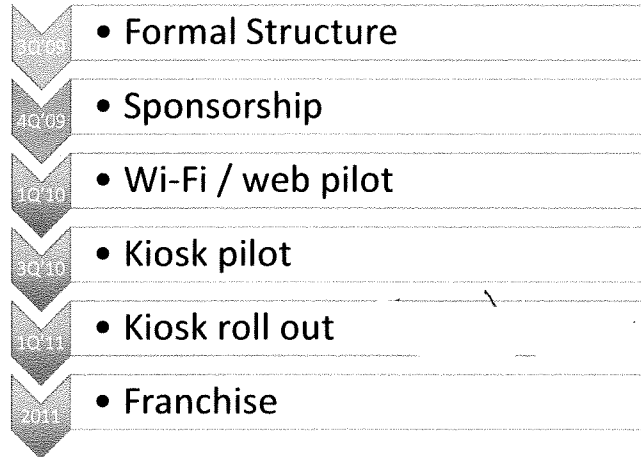 3Q'09
• Formal Structure
4Q'09
• Sponsorship
1Q'10
• Wi-Fi / web pilot
3Q'10
• Kiosk pilot
1Q'11
• Kiosk roll out
2011
• Franchise